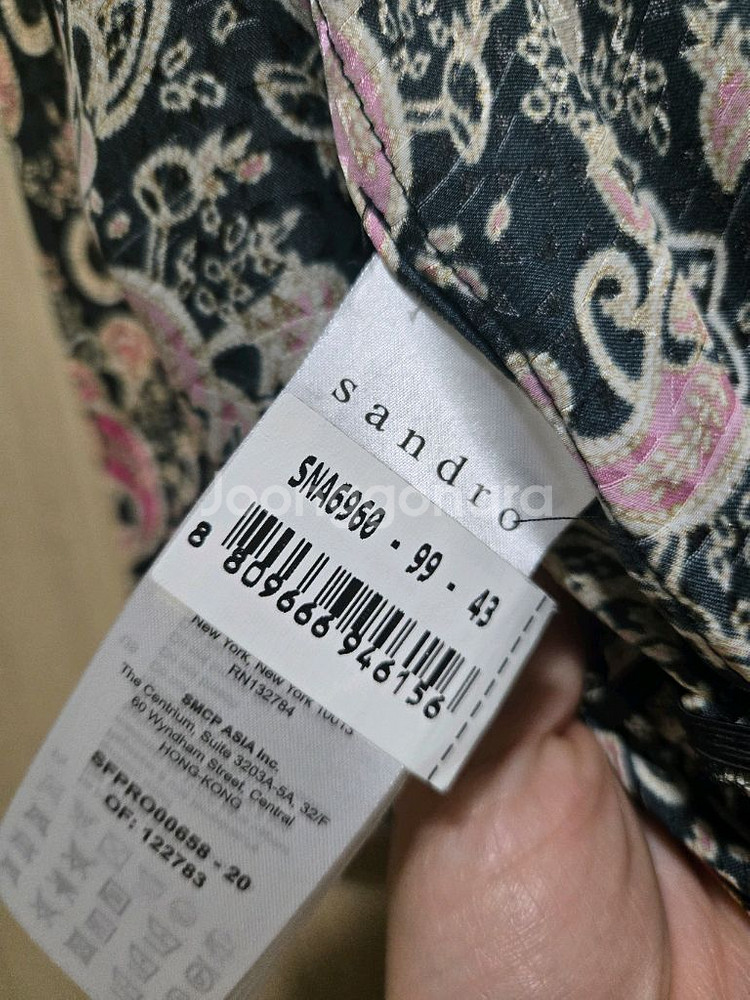 sandro
Joonggonara
SNA6960 - 99 - 43
8 809666 946156
New York, New York 10013
RN132784
SMCP ASIA Inc.
The Centrium, Suite 3203A-5A, 32/F
60 Wyndham Street, Central
HONG-KONG
SFPRO00658 - 20
OF: 122783